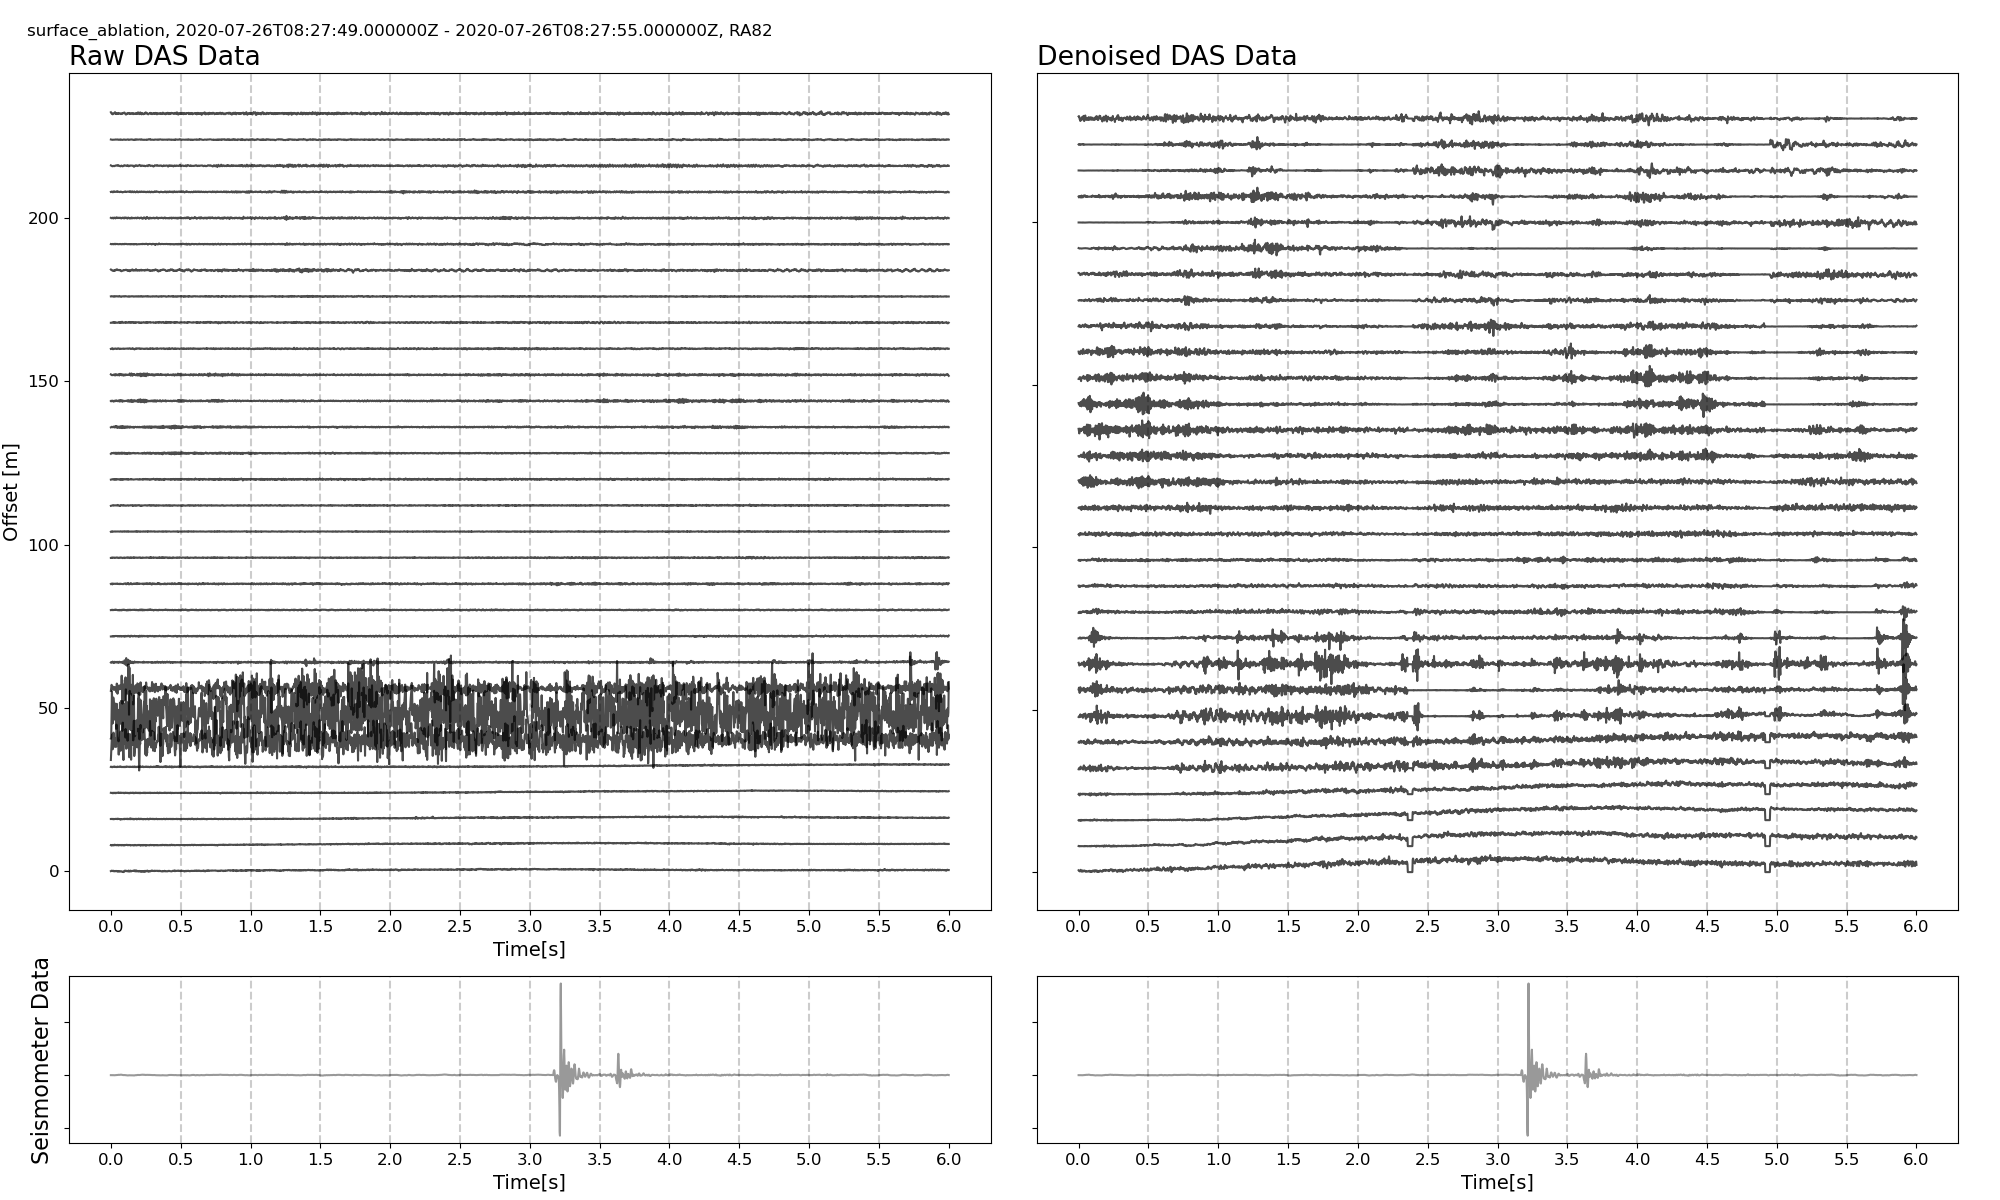 surface_ablation, 2020-07-26T08:27:49.000000Z - 2020-07-26T08:27:55.000000Z, RA82
Raw DAS Data
Denoised DAS Data
Offset [m]
200
150
100
50
0
0.0 0.5 1.0 1.5 2.0 2.5 3.0 3.5 4.0 4.5 5.0 5.5 6.0
Time[s]
0.0 0.5 1.0 1.5 2.0 2.5 3.0 3.5 4.0 4.5 5.0 5.5 6.0
Seismometer Data
0.0 0.5 1.0 1.5 2.0 2.5 3.0 3.5 4.0 4.5 5.0 5.5 6.0
Time[s]
0.0 0.5 1.0 1.5 2.0 2.5 3.0 3.5 4.0 4.5 5.0 5.5 6.0
Time[s]